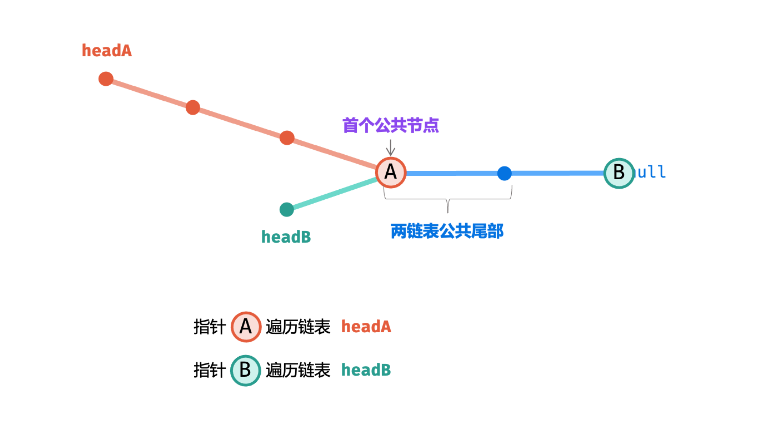 headA
首个公共节点
A
B ull
headB
两链表公共尾部
指针 A 遍历链表 headA
指针 B 遍历链表 headB